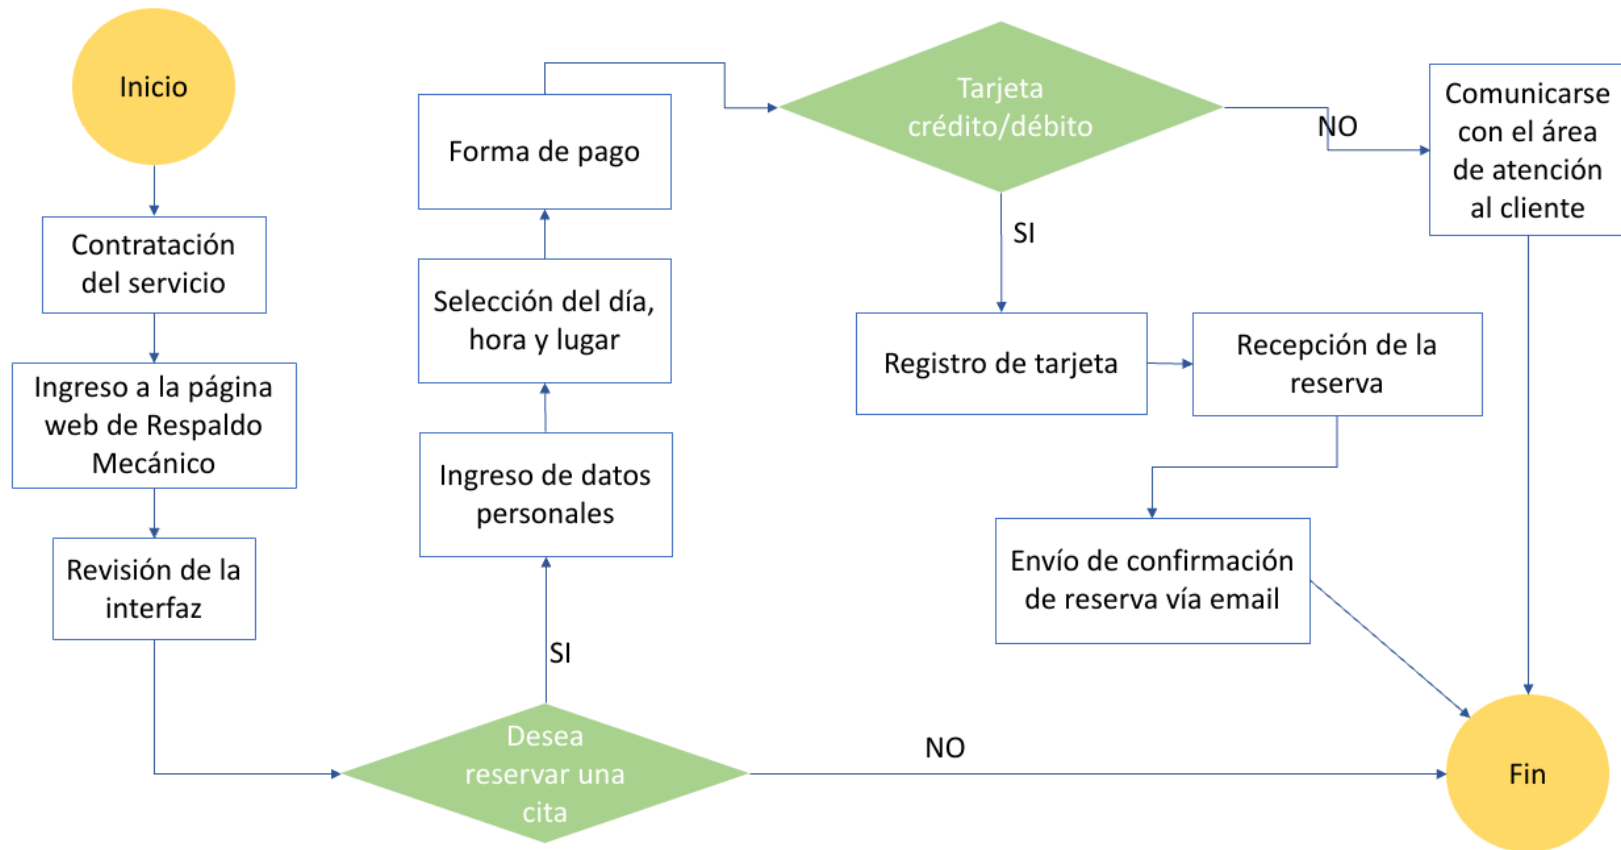 Inicio
Contratación
del servicio
Ingreso a la página
web de Respaldo
Mecánico
Revisión de la
interfaz
Desea
reservar una
cita
SI
NO
Ingreso de datos
personales
Selección del día,
hora y lugar
Forma de pago
Tarjeta
crédito/débito
NO
SI
Comunicarse
con el área
de atención
al cliente
Registro de tarjeta
Recepción de la
reserva
Envío de confirmación
de reserva vía email
Fin